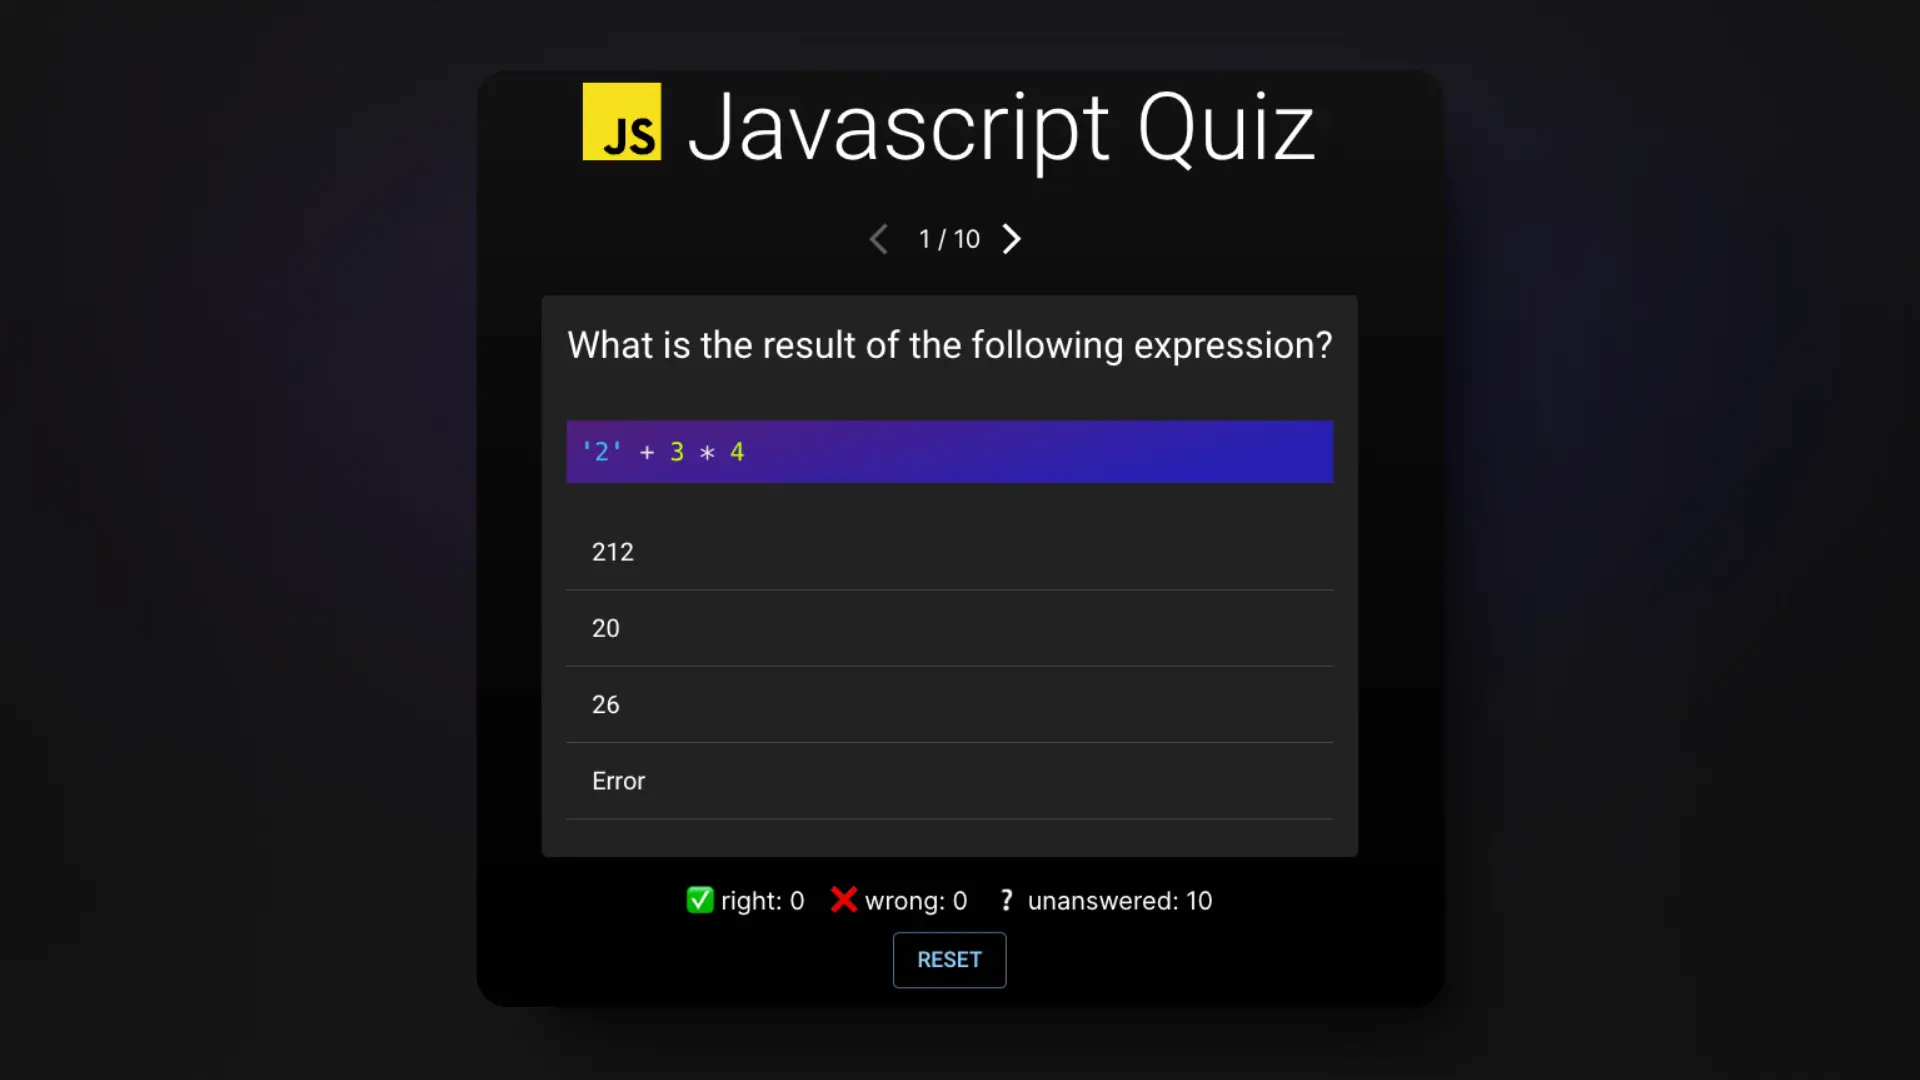 JS Javascript Quiz
1 / 10
What is the result of the following expression?
'2' + 3 * 4
212
20
26
Error
right: 0 wrong: 0 ? unanswered: 10
RESET